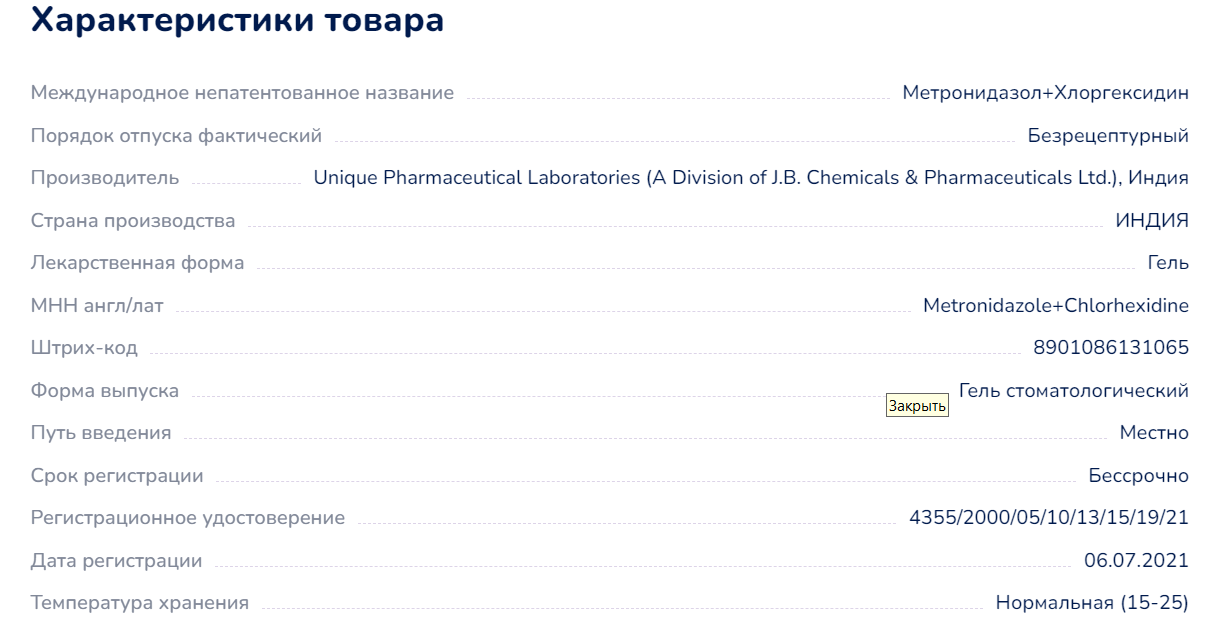 Характеристики товара
Международное непатентованное название Метронидазол+Хлоргексидин
Порядок отпуска фактический Безрецептурный
Производитель Unique Pharmaceutical Laboratories (A Division of J.B. Chemicals & Pharmaceuticals Ltd.), Индия
Страна производства ИНДИЯ
Лекарственная форма Гель
МНН англ/лат Metronidazole+Chlorhexidine
Штрих-код 8901086131065
Форма выпуска Гель стоматологический
Закрыть
Путь введения Местно
Срок регистрации Бессрочно
Регистрационное удостоверение 4355/2000/05/10/13/15/19/21
Дата регистрации 06.07.2021
Температура хранения Нормальная (15-25)